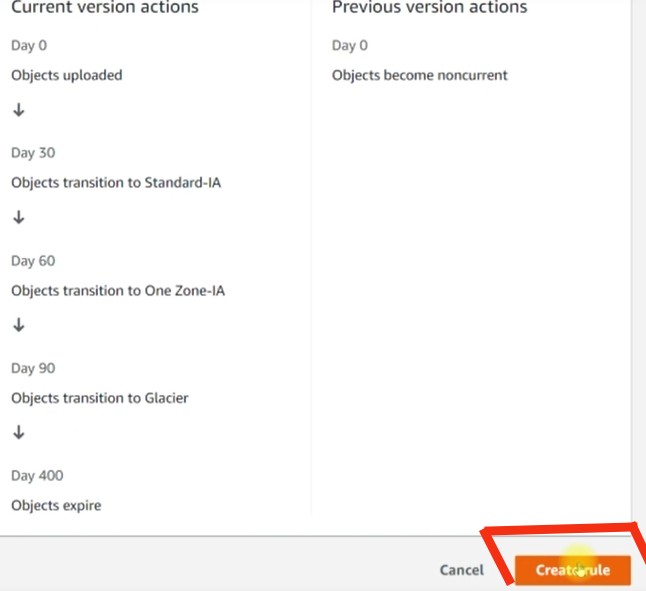 Current version actions
Day 0
Objects uploaded
Day 30
Objects transition to Standard-IA
Day 60
Objects transition to One Zone-IA
Day 90
Objects transition to Glacier
Day 400
Objects expire
Previous version actions
Day 0
Objects become noncurrent
Cancel
Create rule